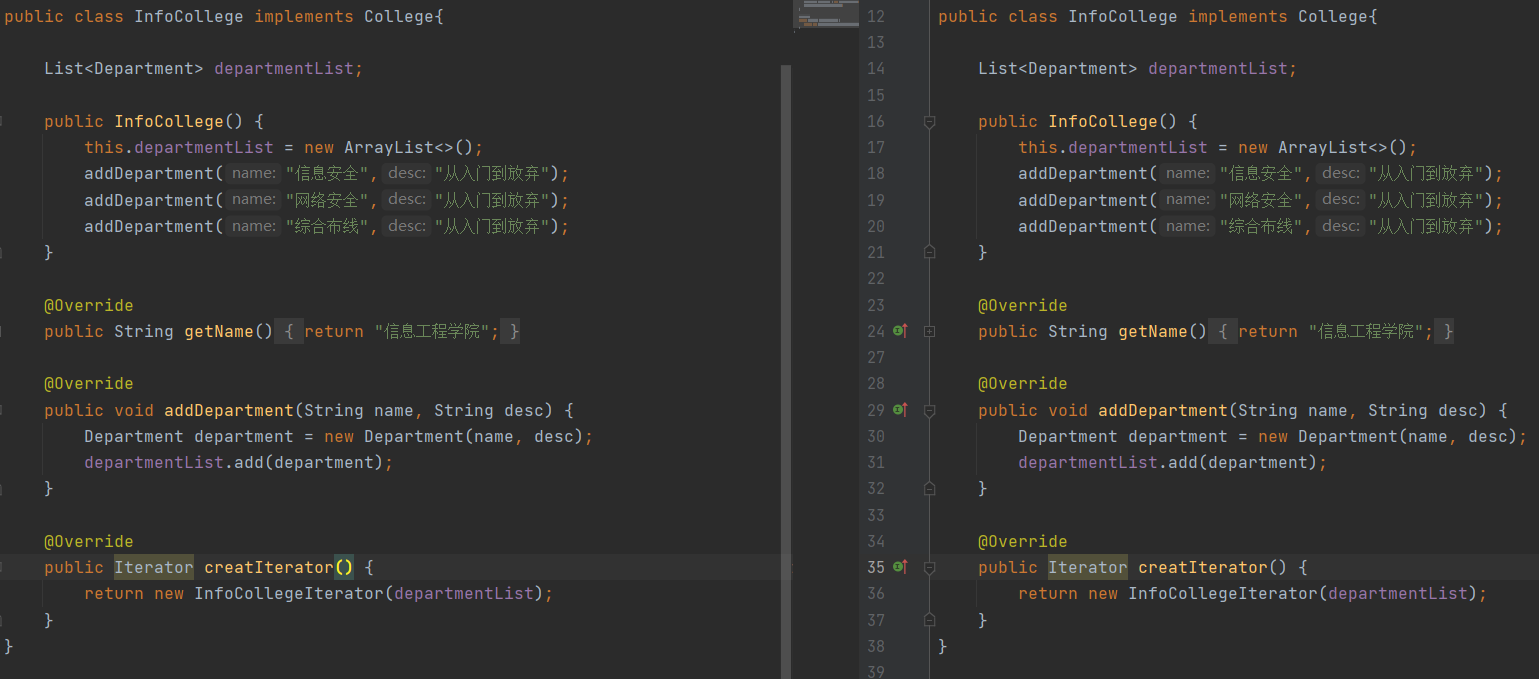 public class InfoCollege implements College{
List<Department> departmentList;
public InfoCollege() {
this.departmentList = new ArrayList<>();
addDepartment( name: "信息安全", desc: "从入门到放弃");
addDepartment( name: "网络安全", desc: "从入门到放弃");
addDepartment( name: "综合布线", desc: "从入门到放弃");
}
@Override
public String getName() { return "信息工程学院"; }
@Override
public void addDepartment(String name, String desc) {
Department department = new Department(name, desc);
departmentList.add(department);
}
@Override
public Iterator creatIterator() {
return new InfoCollegeIterator(departmentList);
}
}
12 public class InfoCollege implements College{
13
14 List<Department> departmentList;
15
16 public InfoCollege() {
17 this.departmentList = new ArrayList<>();
18 addDepartment( name: "信息安全", desc: "从入门到放弃");
19 addDepartment( name: "网络安全", desc: "从入门到放弃");
20 addDepartment( name: "综合布线", desc: "从入门到放弃");
21 }
22
23 @Override
24 public String getName() { return "信息工程学院"; }
27
28 @Override
29 public void addDepartment(String name, String desc) {
30 Department department = new Department(name, desc);
31 departmentList.add(department);
32 }
33
34 @Override
35 public Iterator creatIterator() {
36 return new InfoCollegeIterator(departmentList);
37 }
38 }
39